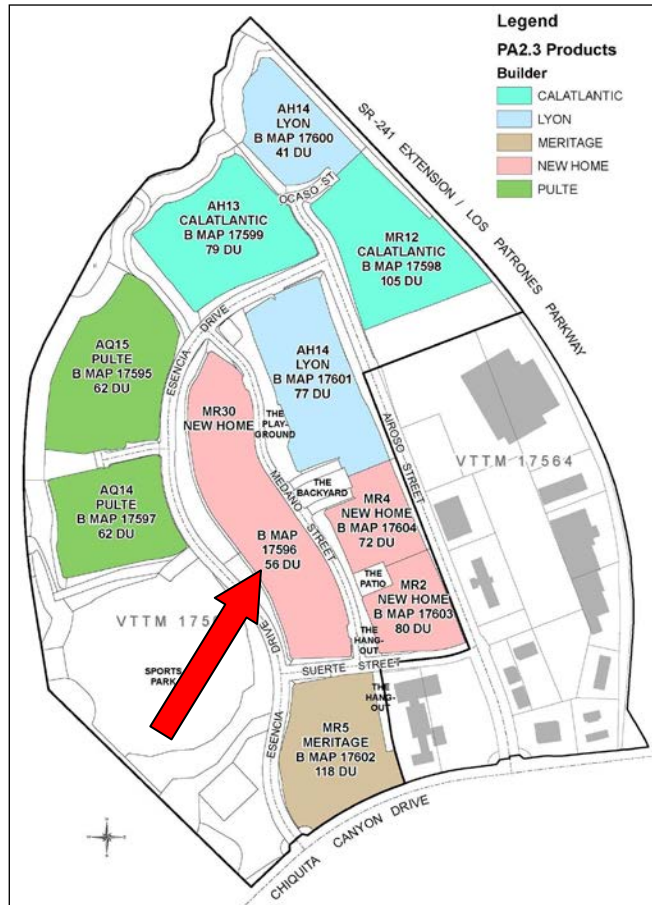 Legend
PA2.3 Products
Builder
CALATLANTIC
LYON
MERITAGE
NEW HOME
PULTE
AH14
LYON
B MAP 17600
41 DU
SR-241 EXTENSION / LOS PATRONES PARKWAY
OCASO ST
AH13
CALATLANTIC
B MAP 17599
79 DU
MR12
CALATLANTIC
B MAP 17598
105 DU
ESENCIA DRIVE
AQ15
PULTE
B MAP 17595
62 DU
AH14
LYON
B MAP 17601
77 DU
MR30
NEW HOME
THE
PLAY-
GROUND
AIROSO STREET
VTTM 17564
MEDANO STREET
THE
BACKYARD
AQ14
PULTE
B MAP 17597
62 DU
MR4
NEW HOME
B MAP 17604
72 DU
B MAP
17596
56 DU
THE
PATIO
MR2
NEW HOME
B MAP 17603
80 DU
VTTM 175
THE
HANG-
OUT
SPORTS
PARK
SUERTE STREET
ESENCIA DRIVE
THE
HANG-
OUT
MR5
MERITAGE
B MAP 17602
118 DU
CHIQUITA CANYON DRIVE